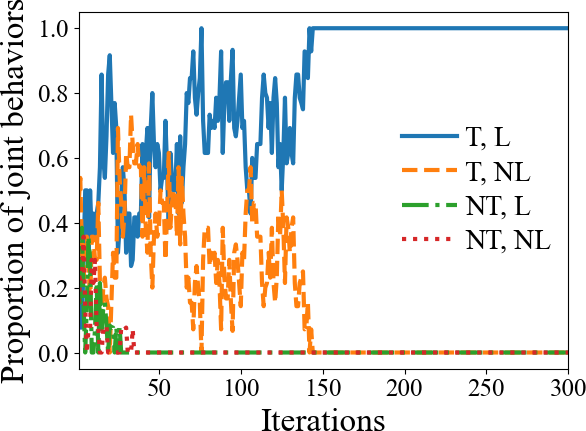 Proportion of joint behaviors
1.0
0.8
0.6
0.4
0.2
0.0
T, L
T, NL
NT, L
NT, NL
50 100 150 200 250 300
Iterations